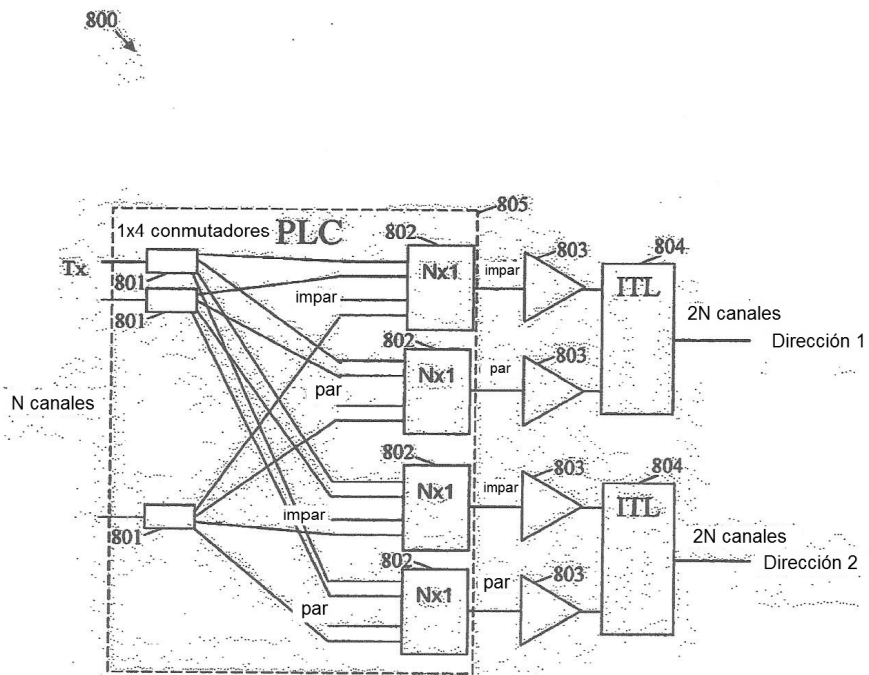 800
805
1x4 conmutadores
PLC
802
803
804
Tx
801
Nx1
impar
ITL
801
impar
2N canales
Dirección 1
802
803
par
Nx1
par
N canales
802
803
804
Nx1
impar
ITL
801
impar
2N canales
Dirección 2
802
803
par
Nx1
par